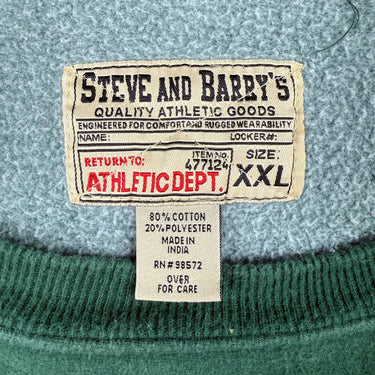 STEVE AND BARRY'S
QUALITY ATHLETIC GOODS
ENGINEERED FOR COMFORT AND RUGGED WEARABILITY
NAME: LOCKER#:
RETURN TO: ITEM NO. 477124 SIZE:
ATHLETIC DEPT. XXL
80% COTTON
20% POLYESTER
MADE IN
INDIA
RN#98572
OVER
FOR CARE